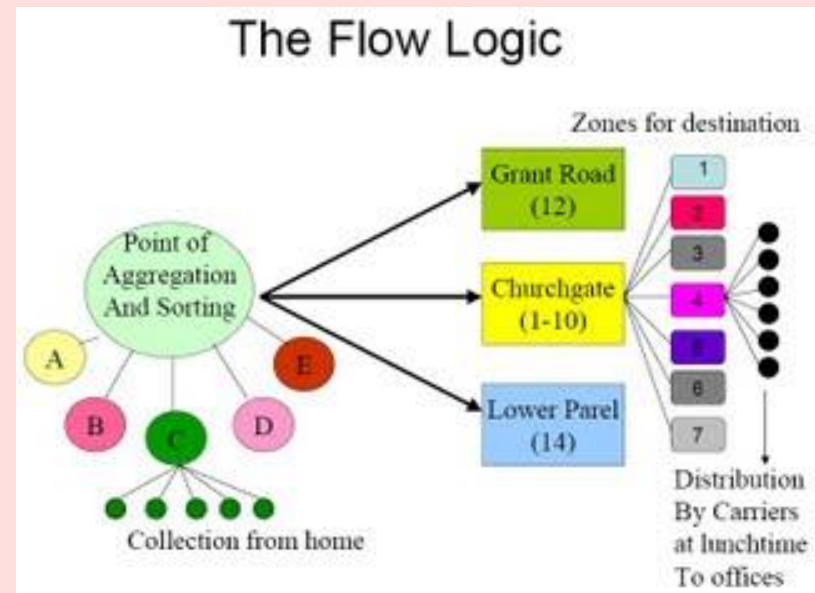 The Flow Logic
Zones for destination
Point of
Aggregation
And Sorting
A
B
C
D
E
Collection from home
Grant Road
(12)
Churchgate
(1-10)
Lower Parel
(14)
1
2
3
4
5
6
7
Distribution
By Carriers
at lunchtime
To offices